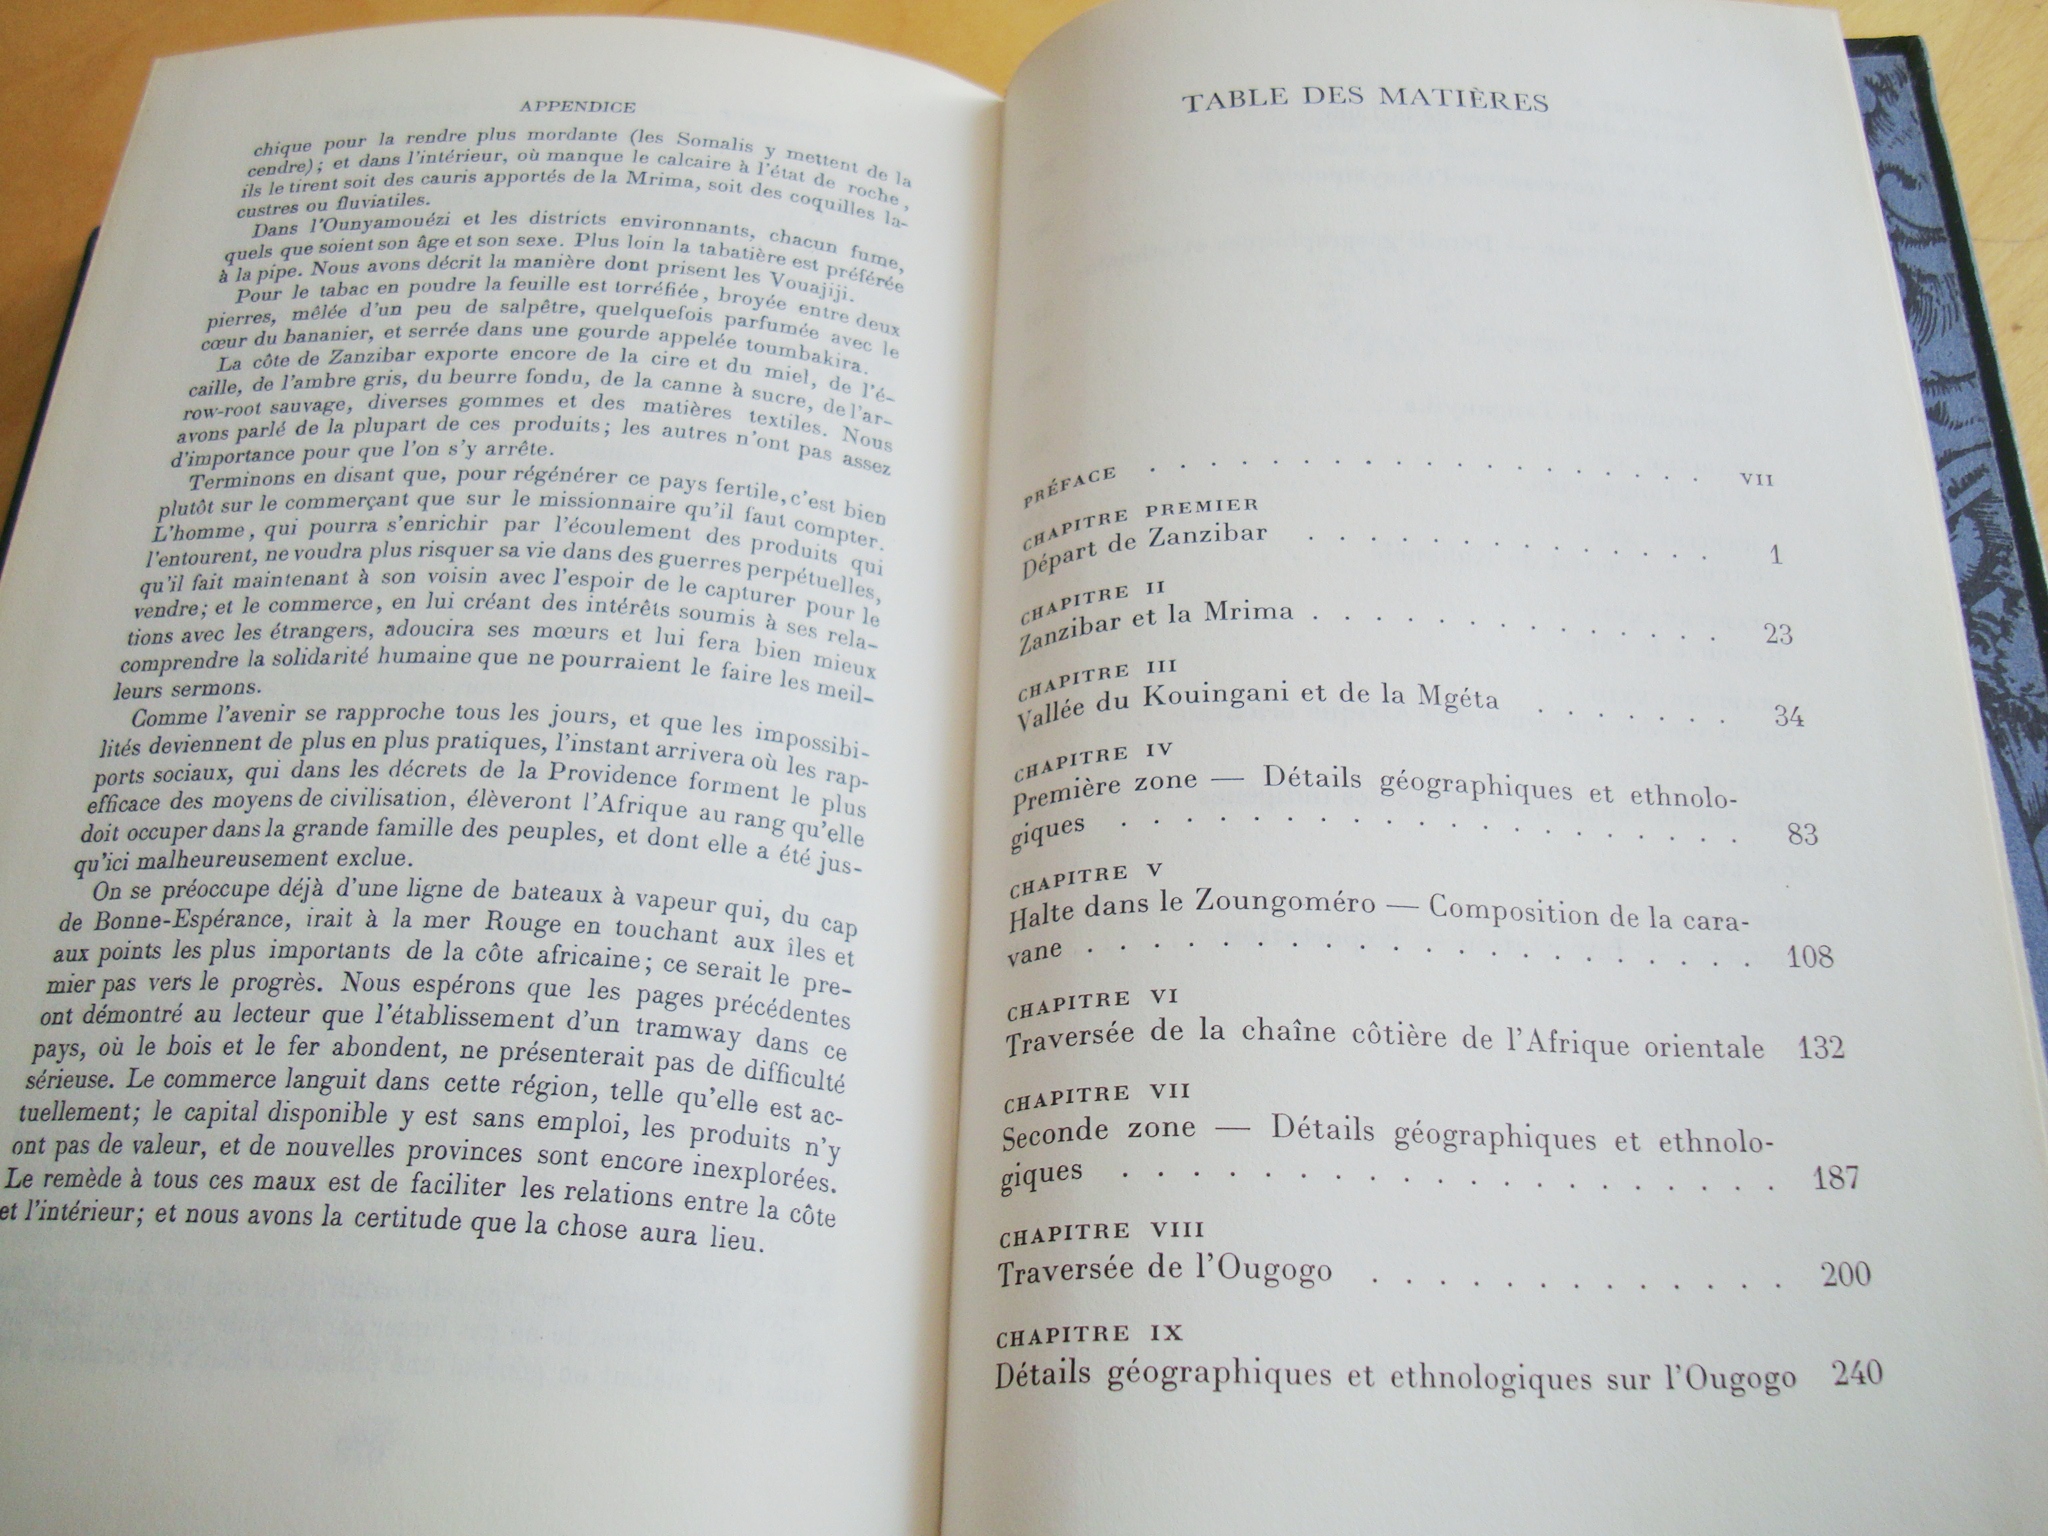 APPENDICE
chique pour la rendre plus mordante (les Somalis y mettent de la
cendre) ; et dans l'intérieur, où manque le calcaire à l'état de roche,
ils le tirent soit des cauris apportés de la Mrima, soit des coquilles la-
custres ou fluviatiles.
Dans l'Ounyamouézi et les districts environnants, chacun fume,
quels que soient son âge et son sexe. Plus loin la tabatière est préférée
à la pipe. Nous avons décrit la manière dont prisent les Vouajiji.
Pour le tabac en poudre la feuille est torréfiée, broyée entre deux
pierres, mêlée d'un peu de salpêtre, quelquefois parfumée avec le
cœur du bananier, et serrée dans une gourde appelée toumbakira.
La côte de Zanzibar exporte encore de la cire et du miel, de l'é-
caille, de l'ambre gris, du beurre fondu, de la canne à sucre, de l'ar-
row-root sauvage, diverses gommes et des matières textiles. Nous
avons parlé de la plupart de ces produits ; les autres n'ont pas assez
d'importance pour que l'on s'y arrête.
Terminons en disant que, pour régénérer ce pays fertile, c'est bien
plutôt sur le commerçant que sur le missionnaire qu'il faut compter.
L'homme, qui pourra s'enrichir par l'écoulement des produits qui
l'entourent, ne voudra plus risquer sa vie dans des guerres perpétuelles,
qu'il fait maintenant à son voisin avec l'espoir de le capturer pour le
vendre ; et le commerce, en lui créant des intérêts soumis à ses rela-
tions avec les étrangers, adoucira ses mœurs et lui fera bien mieux
comprendre la solidarité humaine que ne pourraient le faire les meil-
leurs sermons.
Comme l'avenir se rapproche tous les jours, et que les impossibi-
lités deviennent de plus en plus pratiques, l'instant arrivera où les rap-
ports sociaux, qui dans les décrets de la Providence forment le plus
efficace des moyens de civilisation, élèveront l'Afrique au rang qu'elle
doit occuper dans la grande famille des peuples, et dont elle a été jus-
qu'ici malheureusement exclue.
On se préoccupe déjà d'une ligne de bateaux à vapeur qui, du cap
de Bonne-Espérance, irait à la mer Rouge en touchant aux îles et
aux points les plus importants de la côte africaine ; ce serait le pre-
mier pas vers le progrès. Nous espérons que les pages précédentes
ont démontré au lecteur que l'établissement d'un tramway dans ce
pays, où le bois et le fer abondent, ne présenterait pas de difficulté
sérieuse. Le commerce languit dans cette région, telle qu'elle est ac-
tuellement ; le capital disponible y est sans emploi, les produits n'y
ont pas de valeur, et de nouvelles provinces sont encore inexplorées.
Le remède à tous ces maux est de faciliter les relations entre la côte
et l'intérieur ; et nous avons la certitude que la chose aura lieu.
TABLE DES MATIÈRES
PRÉFACE . . . . . . . . . . . . . . . . . . VII
CHAPITRE PREMIER
Départ de Zanzibar . . . . . . . . . . . . . 1
CHAPITRE II
Zanzibar et la Mrima . . . . . . . . . . . . . 23
CHAPITRE III
Vallée du Kouingani et de la Mgéta . . . . . . . 34
CHAPITRE IV
Première zone — Détails géographiques et ethnolo-
giques . . . . . . . . . . . . . . . . . . 83
CHAPITRE V
Halte dans le Zoungoméro — Composition de la cara-
vane . . . . . . . . . . . . . . . . . . 108
CHAPITRE VI
Traversée de la chaîne côtière de l'Afrique orientale 132
CHAPITRE VII
Seconde zone — Détails géographiques et ethnolo-
giques . . . . . . . . . . . . . . . . . . 187
CHAPITRE VIII
Traversée de l'Ougogo . . . . . . . . . . . . 200
CHAPITRE IX
Détails géographiques et ethnologiques sur l'Ougogo 240